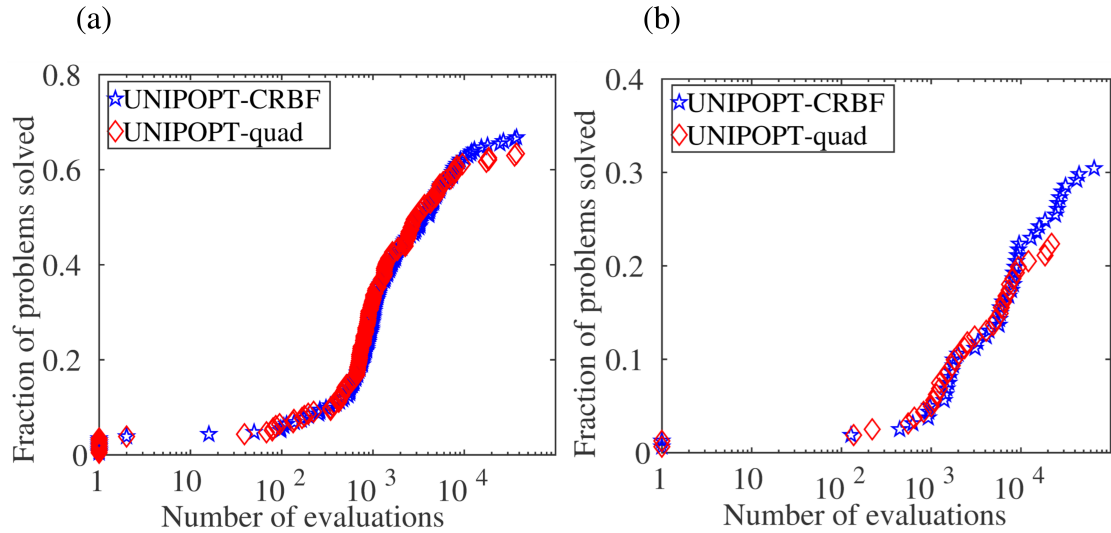 (a)
0.8
0.6
0.4
0.2
0
Fraction of problems solved
UNIPOPT-CRBF
UNIPOPT-quad
1 10 10 2 10 3 10 4
Number of evaluations
(b)
0.4
0.3
0.2
0.1
0
Fraction of problems solved
UNIPOPT-CRBF
UNIPOPT-quad
1 10 10 2 10 3 10 4
Number of evaluations